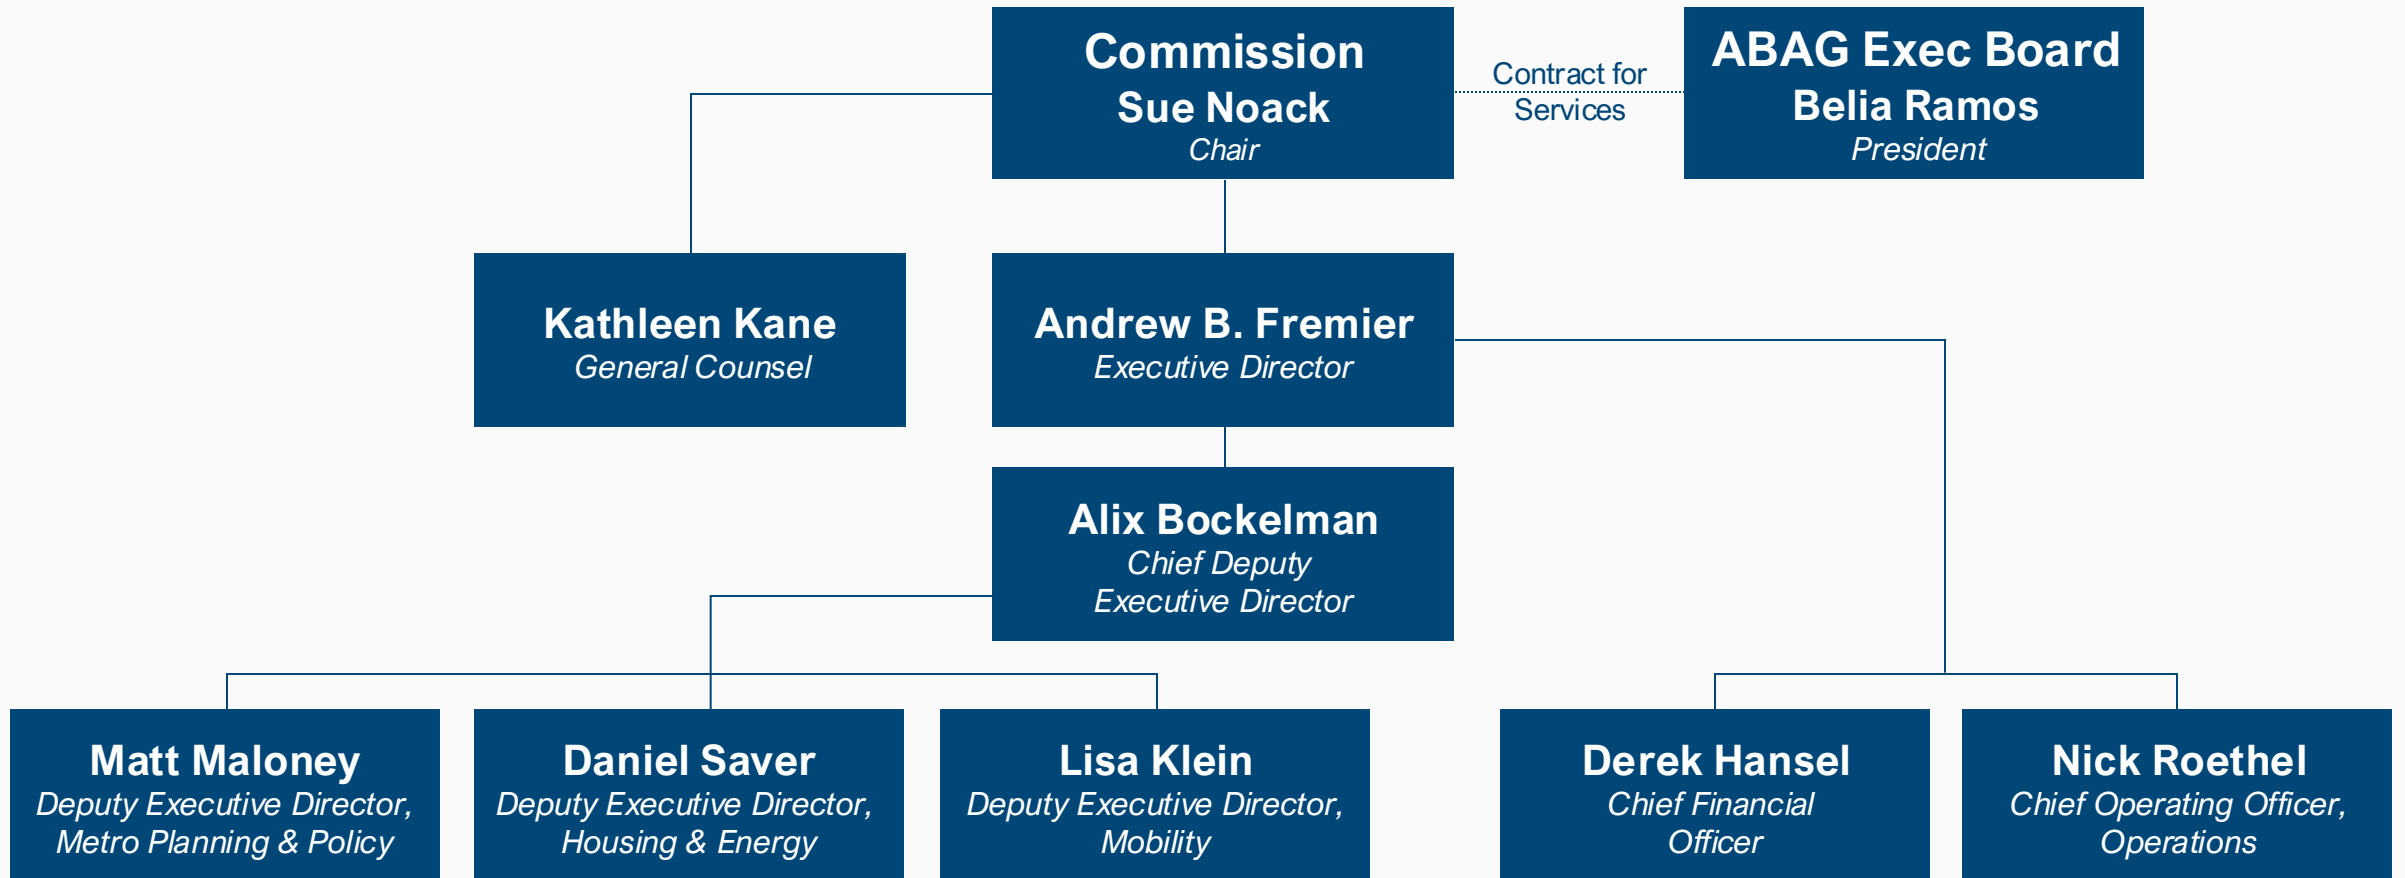 Commission
Sue Noack
Chair
Contract for
Services
ABAG Exec Board
Belia Ramos
President
Kathleen Kane
General Counsel
Andrew B. Fremier
Executive Director
Alix Bockelman
Chief Deputy
Executive Director
Matt Maloney
Deputy Executive Director,
Metro Planning & Policy
Daniel Saver
Deputy Executive Director,
Housing & Energy
Lisa Klein
Deputy Executive Director,
Mobility
Derek Hansel
Chief Financial
Officer
Nick Roethel
Chief Operating Officer,
Operations